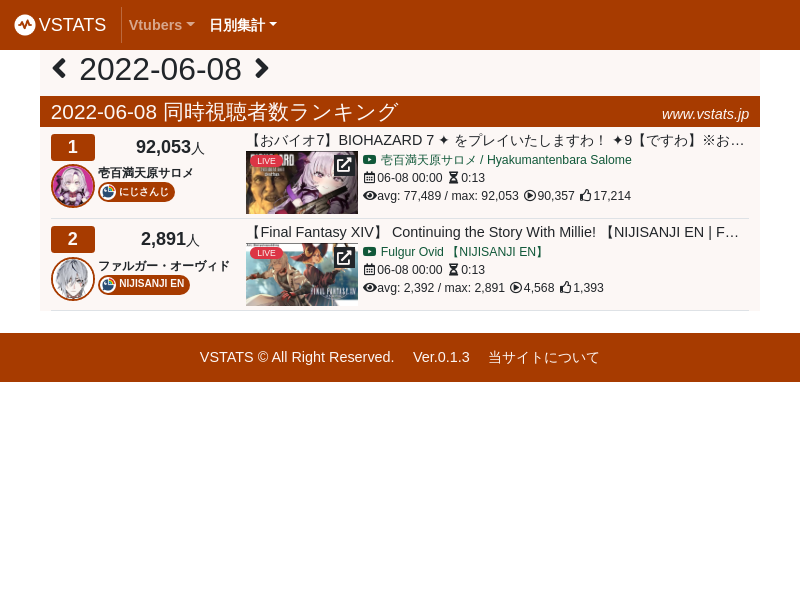 VSTATS Vtubers 日別集計
2022-06-08
2022-06-08 同時視聴者数ランキング www.vstats.jp
1 92,053人
壱百満天原サロメ
にじさんじ
【おバイオ7】BIOHAZARD 7 ✦ をプレイいたしますわ！ ✦9【ですわ】※お…
LIVE
壱百満天原サロメ / Hyakumantenbara Salome
06-08 00:00 0:13
avg: 77,489 / max: 92,053 90,357 17,214
2 2,891人
ファルガー・オーヴィド
NIJISANJI EN
【Final Fantasy XIV】 Continuing the Story With Millie! 【NIJISANJI EN | F…
LIVE
FINAL FANTASY XIV
Fulgur Ovid 【NIJISANJI EN】
06-08 00:00 0:13
avg: 2,392 / max: 2,891 4,568 1,393
VSTATS © All Right Reserved. Ver.0.1.3 当サイトについて